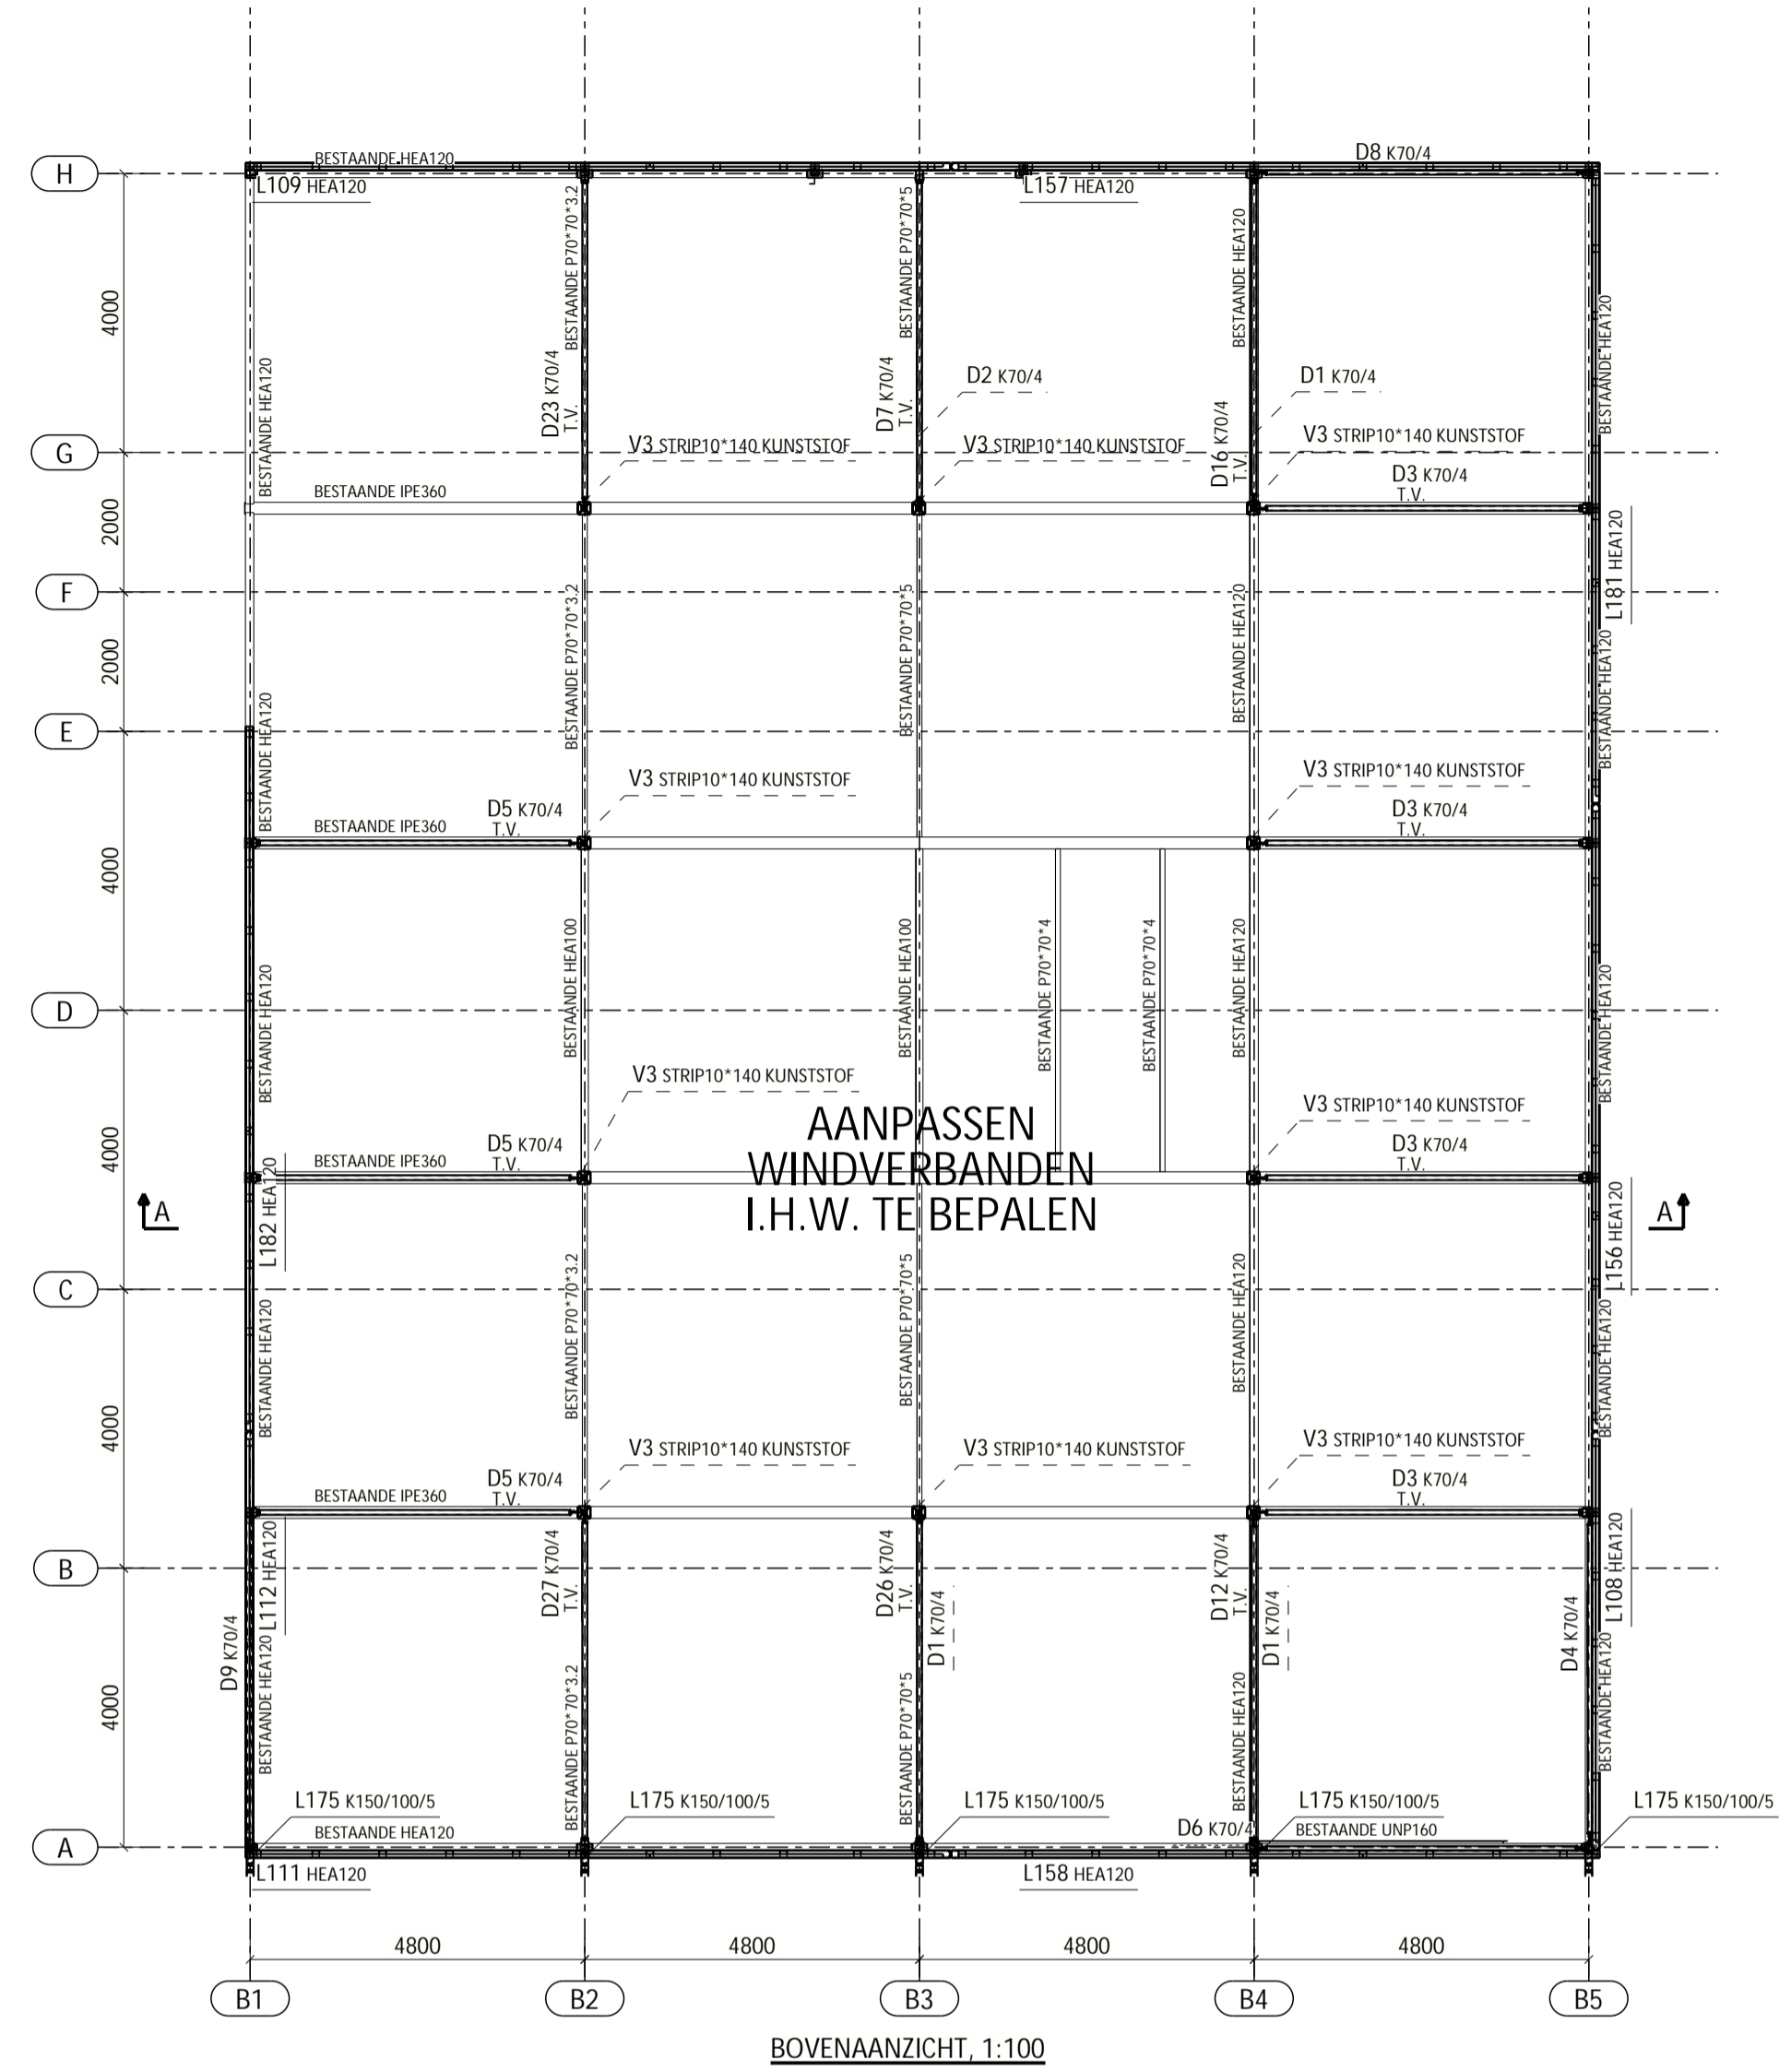 BESTAANDE HEA120
D8 K70/4
H
L109 HEA120
L157 HEA120
BESTAANDE P70*70*3.2
BESTAANDE P70*70*5
BESTAANDE HEA120
BESTAANDE HEA120
4000
BESTAANDE HEA120
D23 K70/4
T.V.
D7 K70/4
T.V.
D2 K70/4
D16 K70/4
T.V.
D1 K70/4
G
V3 STRIP10*140 KUNSTSTOF
V3 STRIP10*140 KUNSTSTOF
V3 STRIP10*140 KUNSTSTOF
D3 K70/4
T.V.
BESTAANDE IPE360
2000
L181 HEA120
F
BESTAANDE P70*70*3.2
BESTAANDE P70*70*5
BESTAANDE HEA120
BESTAANDE HEA120
2000
E
BESTAANDE HEA120
V3 STRIP10*140 KUNSTSTOF
V3 STRIP10*140 KUNSTSTOF
D5 K70/4
T.V.
D3 K70/4
T.V.
BESTAANDE IPE360
4000
BESTAANDE HEA100
BESTAANDE HEA100
BESTAANDE P70*70*4
BESTAANDE P70*70*4
BESTAANDE HEA120
D
BESTAANDE HEA120
BESTAANDE HEA120
V3 STRIP10*140 KUNSTSTOF
V3 STRIP10*140 KUNSTSTOF
AANPASSEN
WINDVERBANDEN
I.H.W. TE BEPALEN
4000
D5 K70/4
T.V.
D3 K70/4
T.V.
BESTAANDE IPE360
L182 HEA120
L156 HEA120
A
A
C
BESTAANDE HEA120
BESTAANDE P70*70*3.2
BESTAANDE P70*70*5
BESTAANDE HEA120
BESTAANDE HEA120
4000
V3 STRIP10*140 KUNSTSTOF
V3 STRIP10*140 KUNSTSTOF
V3 STRIP10*140 KUNSTSTOF
D5 K70/4
T.V.
D3 K70/4
T.V.
BESTAANDE IPE360
L112 HEA120
L108 HEA120
B
D27 K70/4
T.V.
D26 K70/4
T.V.
D1 K70/4
D12 K70/4
T.V.
D1 K70/4
D4 K70/4
D9 K70/4
4000
BESTAANDE HEA120
BESTAANDE P70*70*3.2
BESTAANDE P70*70*5
BESTAANDE HEA120
BESTAANDE HEA120
L175 K150/100/5
L175 K150/100/5
L175 K150/100/5
L175 K150/100/5
L175 K150/100/5
A
BESTAANDE HEA120
D6 K70/4
BESTAANDE UNP160
L111 HEA120
L158 HEA120
4800
4800
4800
4800
B1
B2
B3
B4
B5
BOVENAANZICHT, 1:100